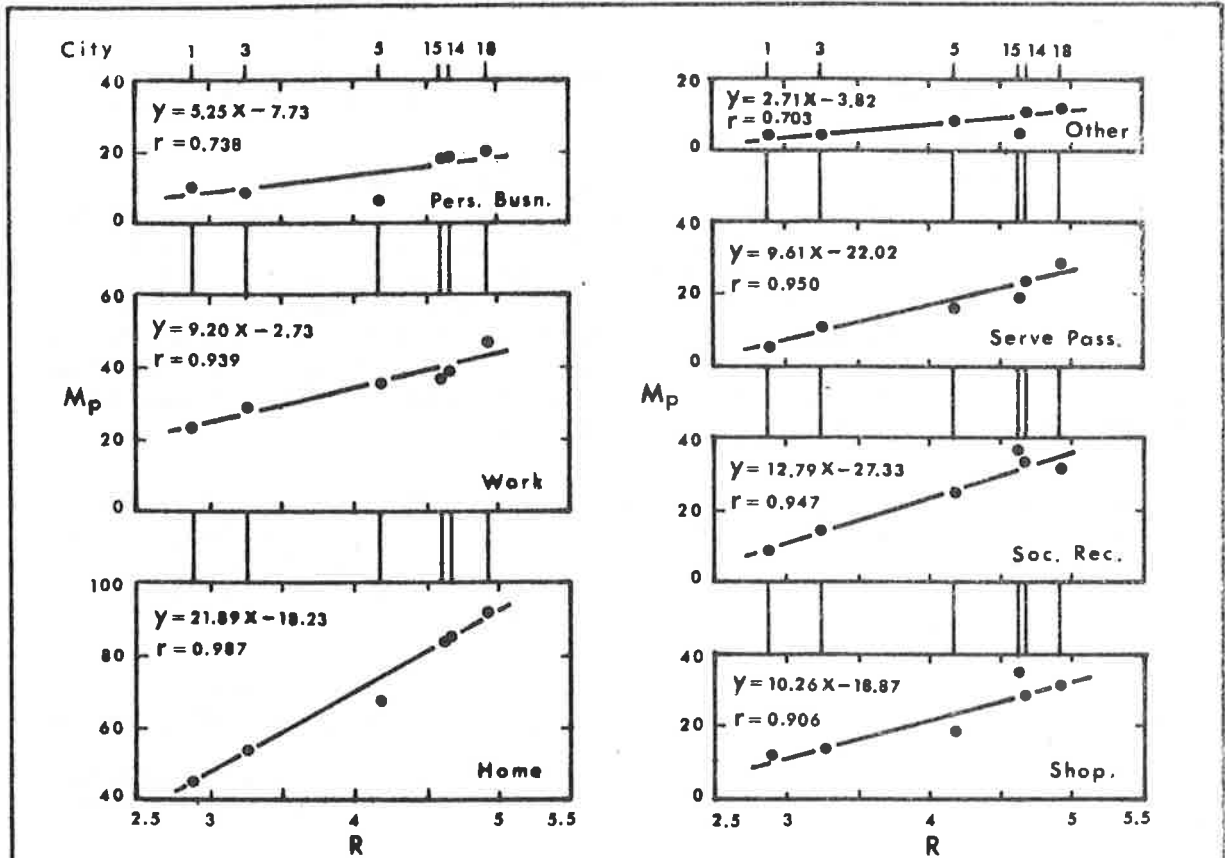 City 1 3 5 15 14 18
40
y = 5.25 X - 7.73
r = 0.738
20
Pers. Busn.
0
60
y = 9.20 X - 2.73
r = 0.939
40
Mp
20
Work
0
100
y = 21.89 X - 18.23
r = 0.987
80
60
Home
40
2.5 3 4 5 5.5
R
1 3 5 15 14 18
20
y = 2.71 X - 3.82
r = 0.703
Other
0
40
y = 9.61 X - 22.02
r = 0.950
20
Serve Pass.
0
Mp
40
y = 12.79 X - 27.33
r = 0.947
20
Soc. Rec.
0
40
y = 10.26 X - 18.87
r = 0.906
20
Shop.
0
2.5 3 4 5 5.5
R